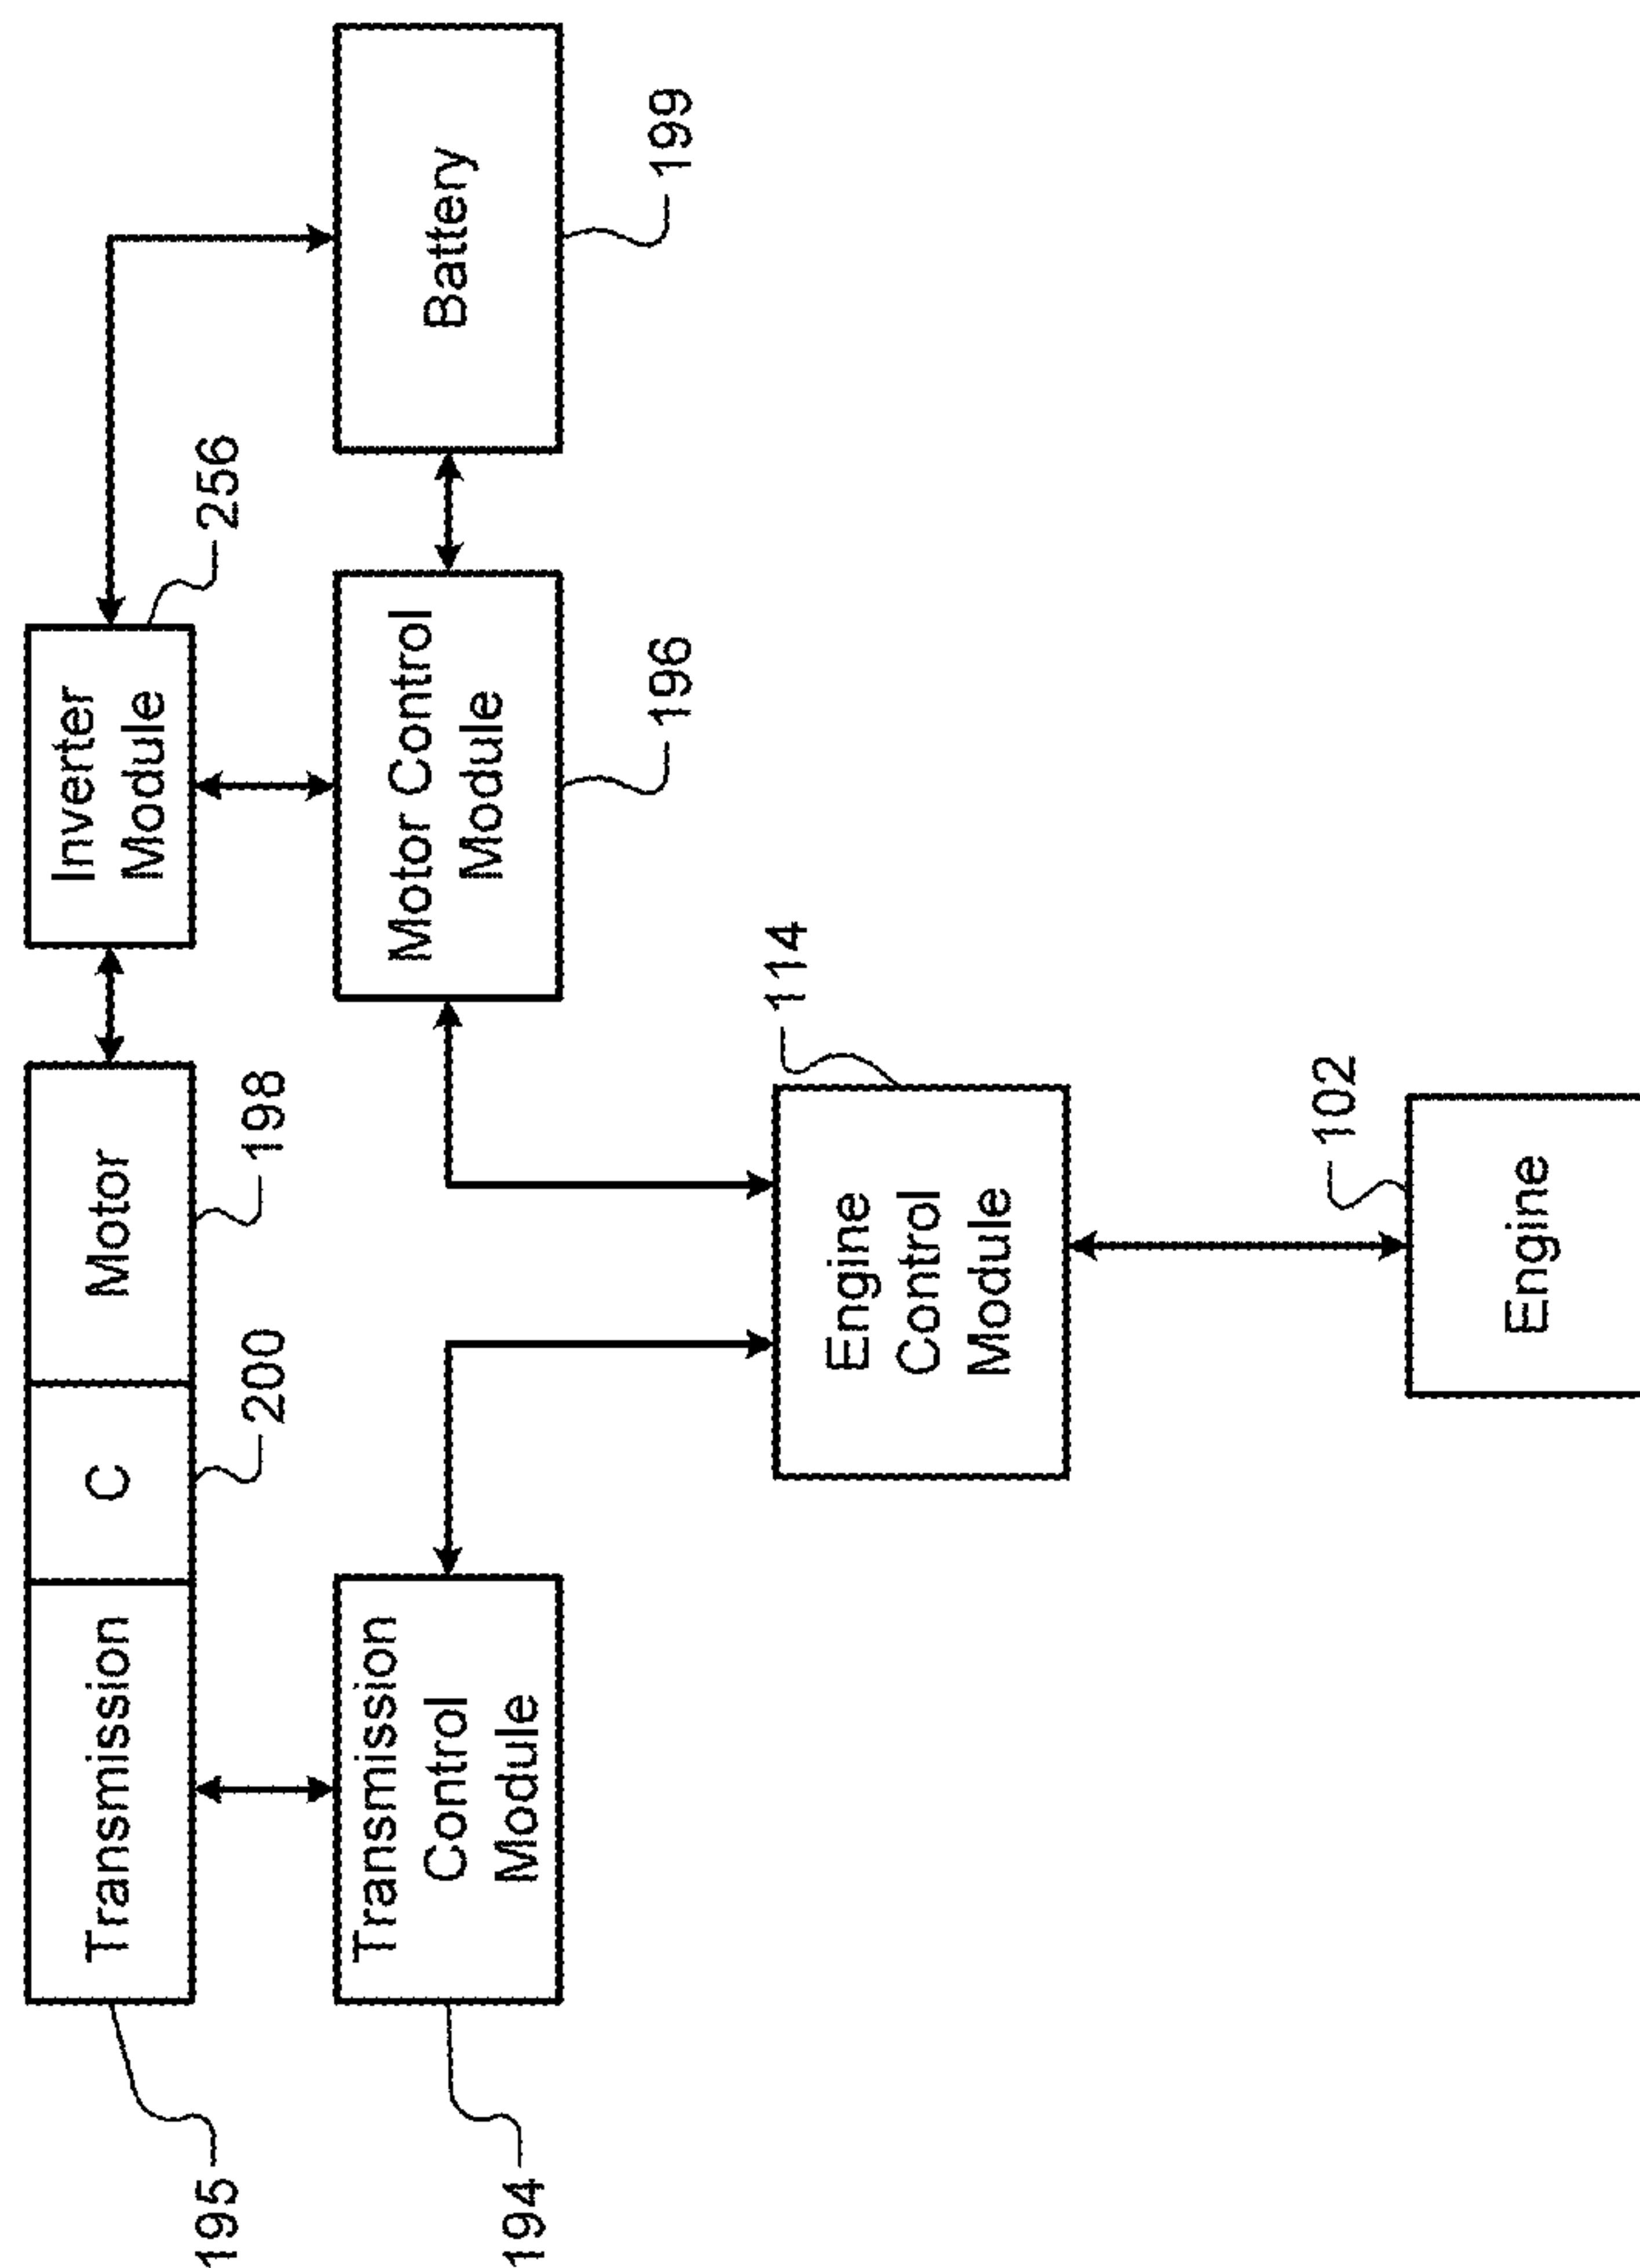 Transmission
C
Motor
Inverter
Module
195
200
198
256
Transmission
Control
Module
Motor Control
Module
Battery
194
196
199
114
Engine
Control
Module
102
Engine